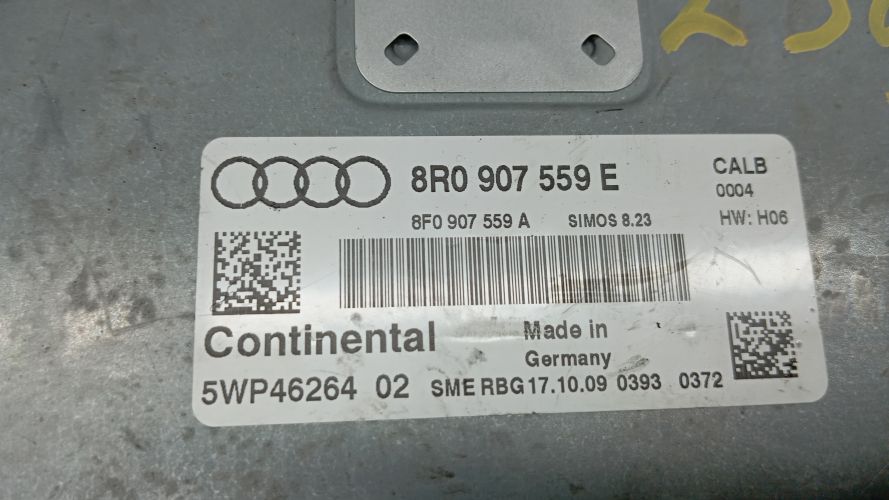 8R0 907 559 E
CALB
0004
8F0 907 559 A SIMOS 8.23
HW: H06
Continental
Made in
Germany
5WP46264 02 SME RBG 17.10.09 0393 0372